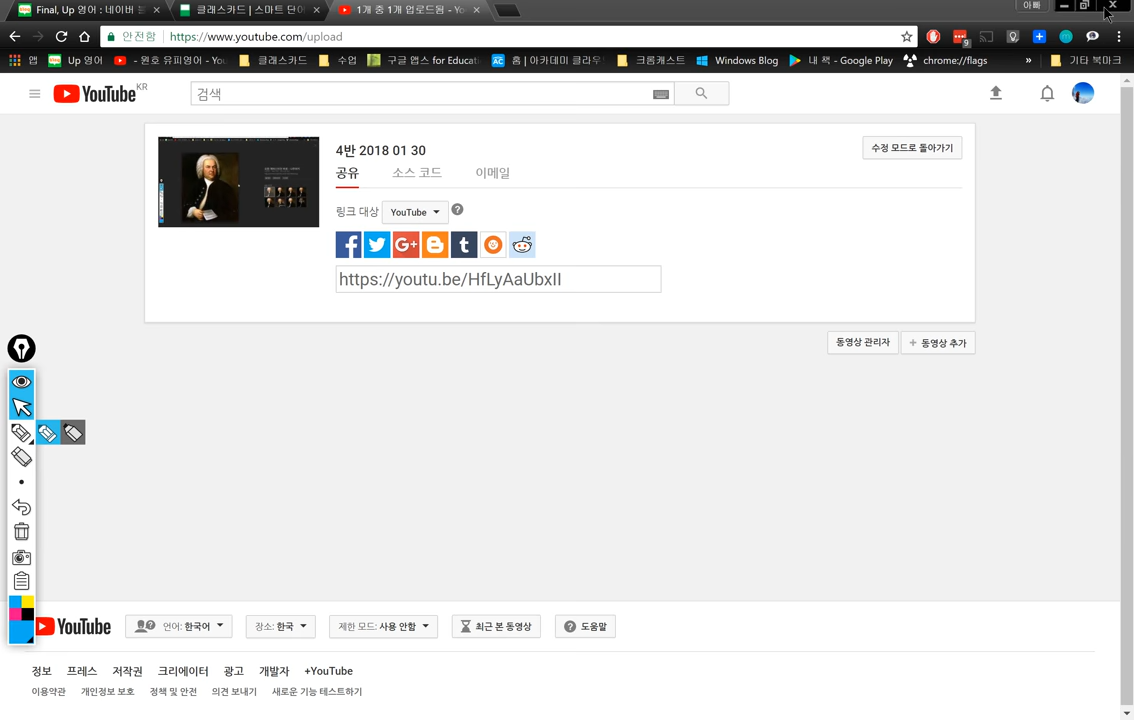 Final, Up 영어 : 네이버 블
클래스카드 | 스마트 단어
1개 중 1개 업로드됨 - Yo
아빠
안전함
https://www.youtube.com/upload
9
앱
Up 영어
- 원호 유피영어 - You
클래스카드
수업
구글 앱스 for Educati
홈 | 아카데미 클라우
크롬캐스트
Windows Blog
내 팩 - Google Play
chrome://flags
»
기타 북마크
YouTube KR
검색
4반 2018 01 30
수정 모드로 돌아가기
공유
소스 코드
이메일
링크 대상
YouTube
https://youtu.be/HfLyAaUbxII
동영상 관리자
+ 동영상 추가
YouTube
언어: 한국어
장소: 한국
제한 모드: 사용 안함
최근 본 동영상
도움말
정보
프레스
저작권
크리에이터
광고
개발자
+YouTube
이용약관
개인정보 보호
정책 및 안전
의견 보내기
새로운 기능 테스트하기